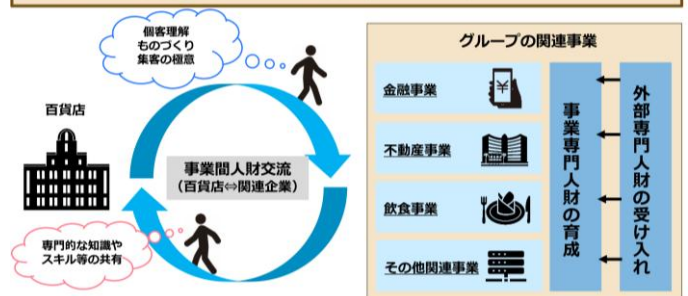 個客理解
ものづくり
集客の極意
百貨店
事業間人財交流
（百貨店⇔関連企業）
専門的な知識や
スキル等の共有
グループの関連事業
金融事業
¥
不動産事業
飲食事業
その他関連事業
事業専門人財の育成
外部専門人財の受け入れ